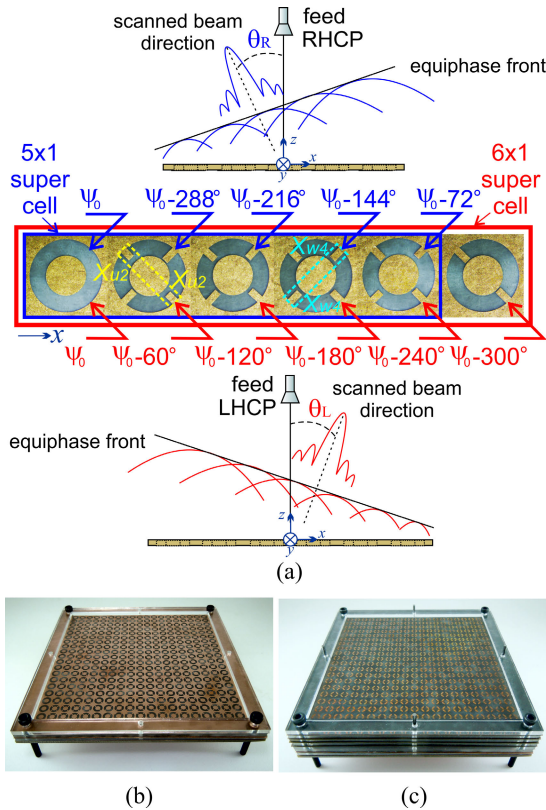 feed
RHCP
scanned beam
direction
θR
equiphase front
z
y
x
5x1
super
cell
6x1
super
cell
Ψ0 Ψ0-288° Ψ0-216° Ψ0-144° Ψ0-72°
Xu2
Xu2
Xw4
Xw4
x
Ψ0 Ψ0-60° Ψ0-120° Ψ0-180° Ψ0-240° Ψ0-300°
feed
LHCP
scanned beam
direction
θL
equiphase front
z
y
x
(a)
(b) (c)